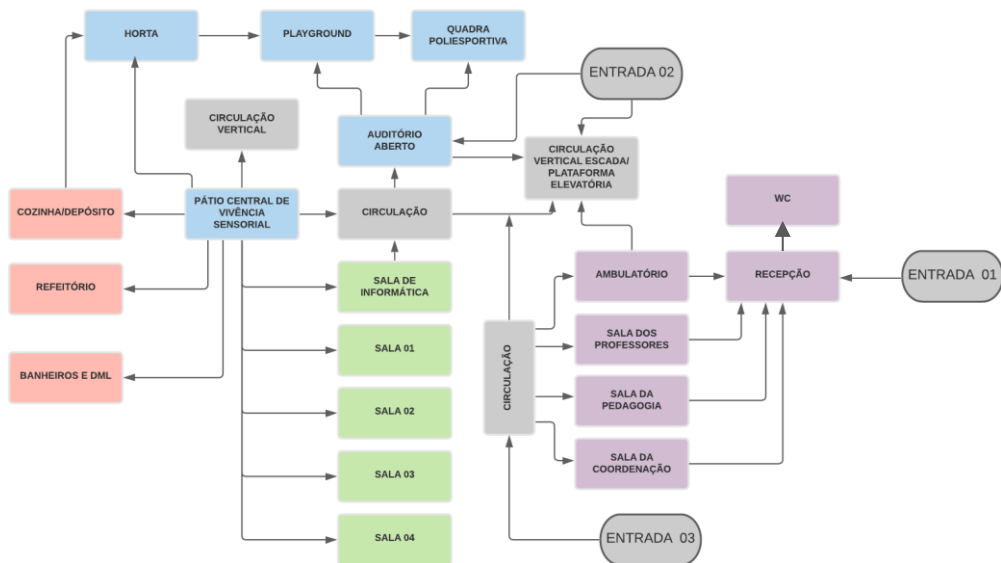 HORTA
PLAYGROUND
QUADRA
POLIESPORTIVA
ENTRADA 02
CIRCULAÇÃO
VERTICAL
AUDITÓRIO
ABERTO
CIRCULAÇÃO
VERTICAL ESCADA/
PLATAFORMA
ELEVATÓRIA
COZINHA/DEPÓSITO
PÁTIO CENTRAL DE
VIVÊNCIA
SENSORIAL
CIRCULAÇÃO
WC
REFEITÓRIO
SALA DE
INFORMÁTICA
AMBULATÓRIO
RECEPÇÃO
ENTRADA 01
SALA 01
SALA DOS
PROFESSORES
CIRCULAÇÃO
BANHEIROS E DML
SALA 02
SALA DA
PEDAGOGIA
SALA 03
SALA DA
COORDENAÇÃO
SALA 04
ENTRADA 03